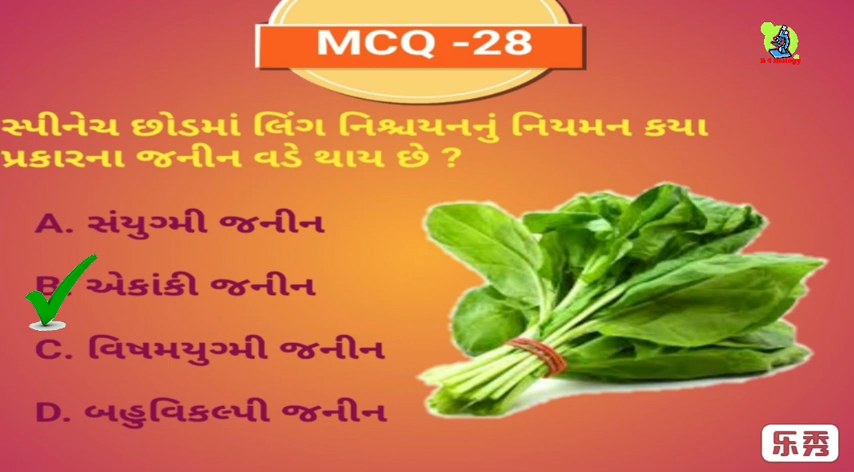 MCQ -28
સ્પીનેચ છોડમાં લિંગ નિશ્ચયનનું નિયમન કયા
પ્રકારના જનીન વડે થાય છે ?
A. સંયુગ્મી જનીન
B. એકાંકી જનીન
C. વિષમયુગ્મી જનીન
D. બહુવિકલ્પી જનીન
乐秀